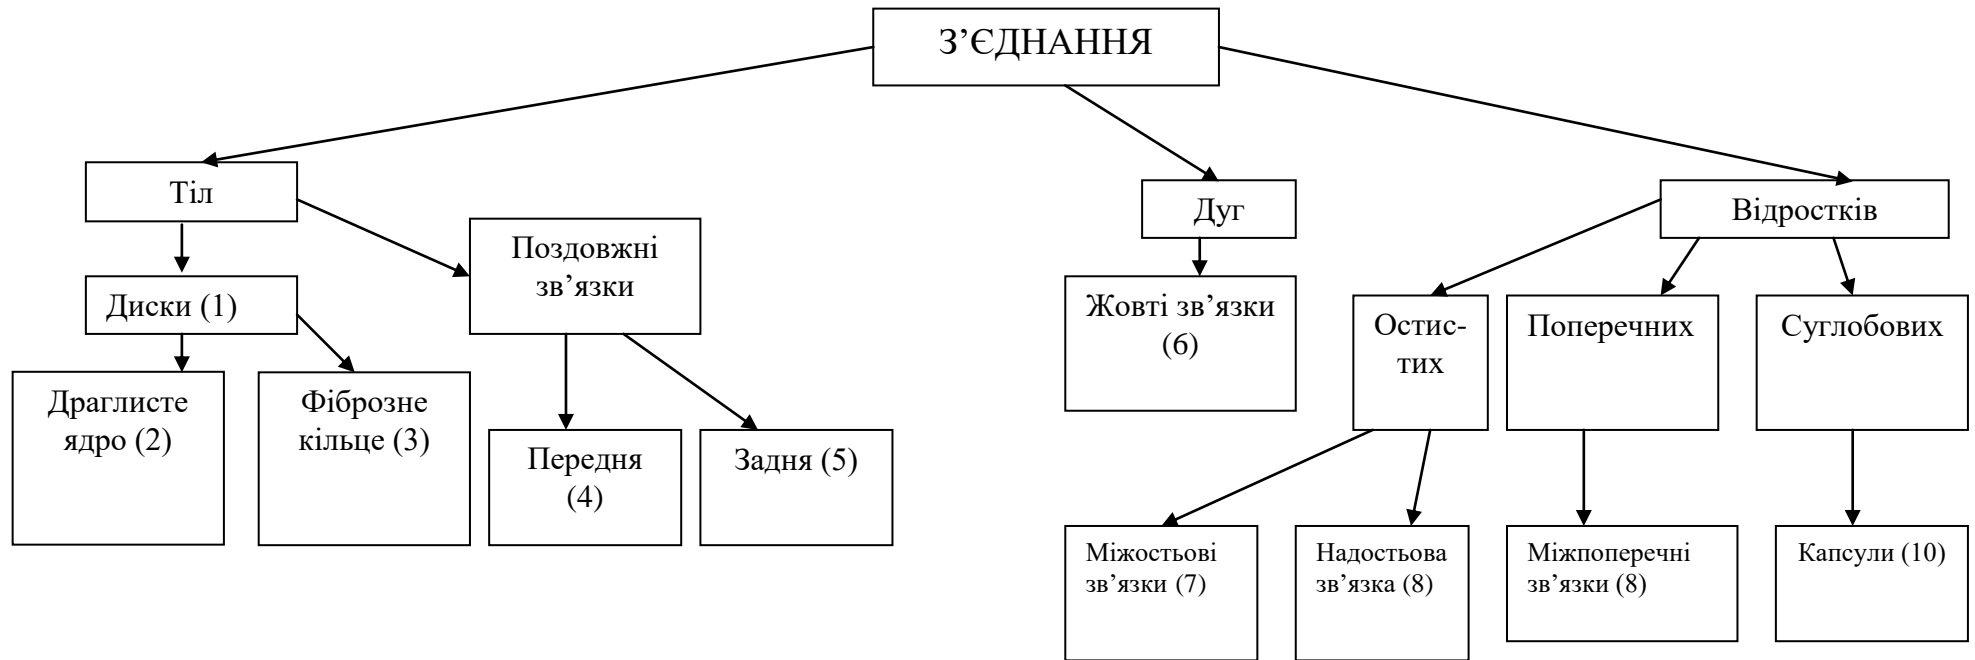 З’ЄДНАННЯ
Тіл
Дуг
Відростків
Поздовжні
зв’язки
Диски (1)
Жовті зв’язки
(6)
Остис-
тих
Поперечних
Суглобових
Драглисте
ядро (2)
Фіброзне
кільце (3)
Передня
(4)
Задня (5)
Міжостьові
зв’язки (7)
Надостьова
зв’язка (8)
Міжпоперечні
зв’язки (8)
Капсули (10)